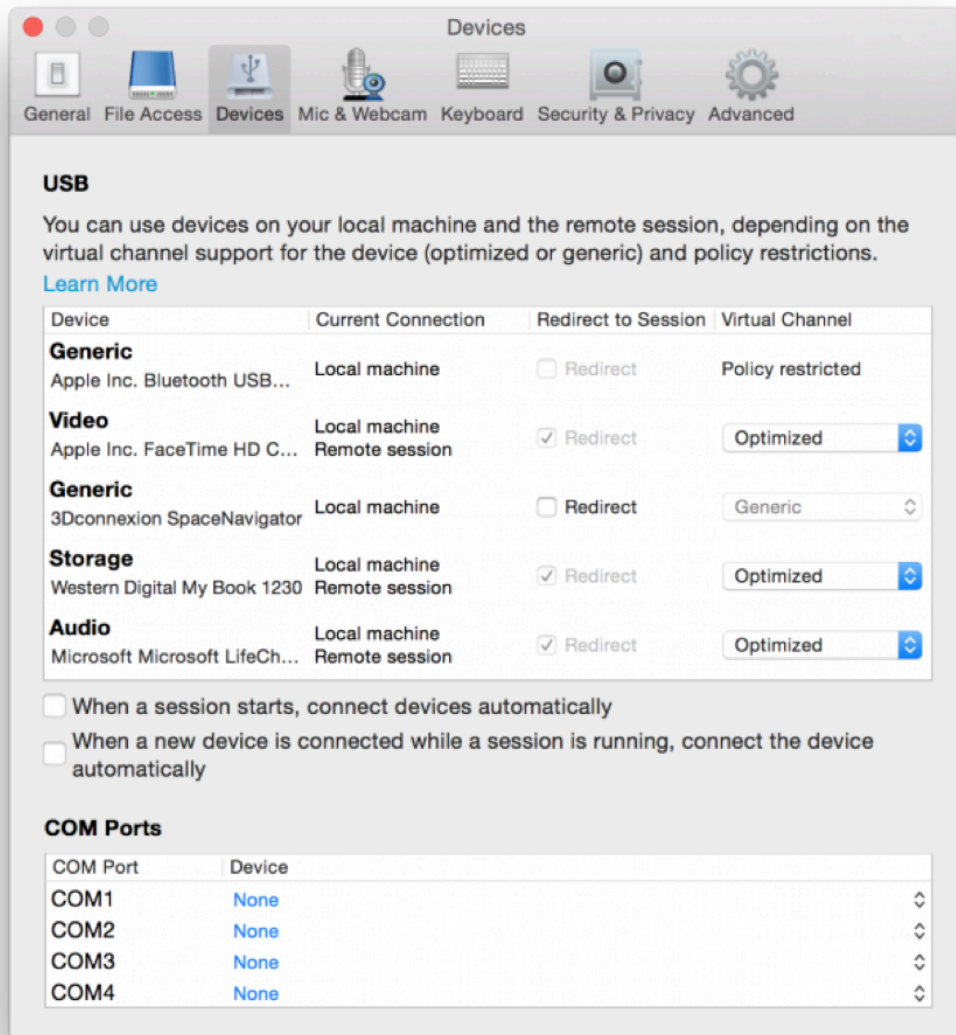 Devices
General File Access Devices Mic & Webcam Keyboard Security & Privacy Advanced
USB
You can use devices on your local machine and the remote session, depending on the
virtual channel support for the device (optimized or generic) and policy restrictions.
Learn More
Device Current Connection Redirect to Session Virtual Channel
Generic
Apple Inc. Bluetooth USB... Local machine Redirect Policy restricted
Video
Apple Inc. FaceTime HD C... Local machine Remote session Redirect Optimized
Generic
3Dconnexion SpaceNavigator Local machine Redirect Generic
Storage
Western Digital My Book 1230 Local machine Remote session Redirect Optimized
Audio
Microsoft Microsoft LifeCh... Local machine Remote session Redirect Optimized
When a session starts, connect devices automatically
When a new device is connected while a session is running, connect the device
automatically
COM Ports
COM Port Device
COM1 None
COM2 None
COM3 None
COM4 None